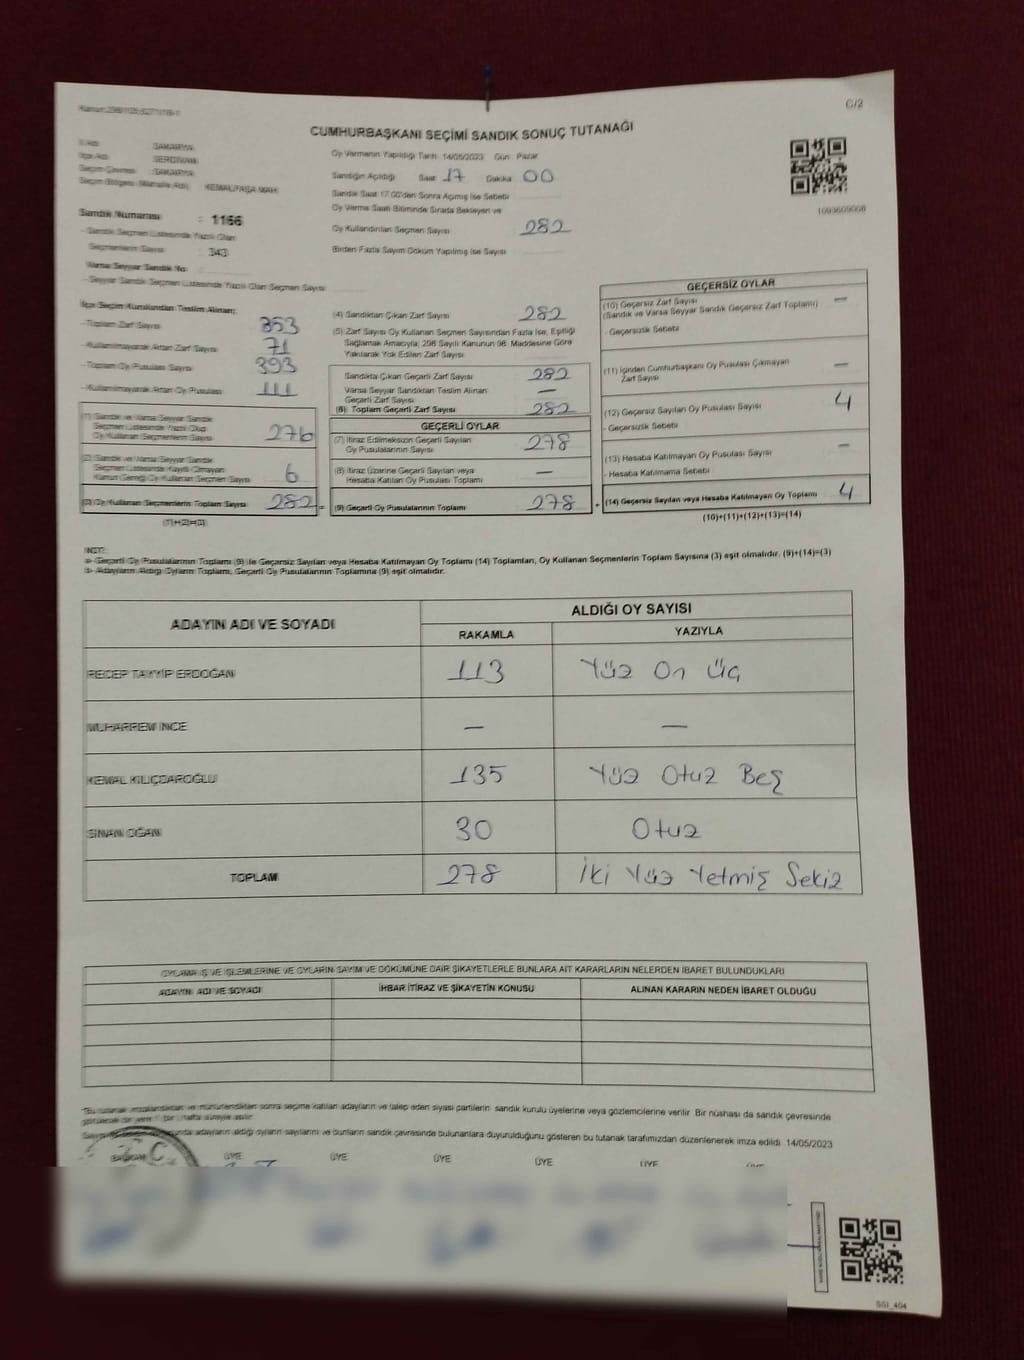 C/2
CUMHURBAŞKANI SEÇİMİ SANDIK SONUÇ TUTANAĞI
İl Adı : SAKARYA
İlçe Adı : SERDİVAN
Seçim Çevresi : SAKARYA
Seçim Bölgesi (Mahalle Adı) : KEMALPAŞA MAH.
Sandık Numarası : 1166
- Sandık Seçmen Listesinde Yazılı Olan
Seçmenlerin Sayısı : 343
Varsa Seyyar Sandık No :
- Seyyar Sandık Seçmen Listesinde Yazılı Olan Seçmen Sayısı :
Oy Vermenin Yapıldığı Tarih : 14/05/2023 Gün : Pazar
Sandığın Açıldığı Saat : 17 Dakika : 00
Sandık Saat 17.00'den Sonra Açılmış İse Sebebi :
Oy Verme Saati Bitiminde Sırada Bekleyen ve
Oy Kullandırılan Seçmen Sayısı : 282
Birden Fazla Sayım Döküm Yapılmış İse Sayısı :
1093609008
İlçe Seçim Kurulundan Teslim Alınan;
- Toplam Zarf Sayısı : 353
- Kullanılmayarak Artan Zarf Sayısı : 71
- Toplam Oy Pusulası Sayısı : 393
- Kullanılmayarak Artan Oy Pusulası : 111
(1) Sandık ve Varsa Seyyar Sandık
Seçmen Listesinde Yazılı Olup
Oy Kullanan Seçmenlerin Sayısı : 276
(2) Sandık ve Varsa Seyyar Sandık
Seçmen Listesinde Kayıtlı Olmayan
Kanun Gereği Oy Kullanan Seçmen Sayısı : 6
(3) Oy Kullanan Seçmenlerin Toplam Sayısı : 282 =
(1)+(2)=(3)
(4) Sandıktan Çıkan Zarf Sayısı : 282
(5) Zarf Sayısı Oy Kullanan Seçmen Sayısından Fazla İse, Eşitliği
Sağlamak Amacıyla; 298 Sayılı Kanunun 98. Maddesine Göre
Yakılarak Yok Edilen Zarf Sayısı :
Sandıkta Çıkan Geçerli Zarf Sayısı : 282
Varsa Seyyar Sandıktan Teslim Alınan
Geçerli Zarf Sayısı : —
(6) Toplam Geçerli Zarf Sayısı : 282
GEÇERLİ OYLAR
(7) İtiraz Edilmeksizin Geçerli Sayılan
Oy Pusulalarının Sayısı : 278
(8) İtiraz Üzerine Geçerli Sayılan veya
Hesaba Katılan Oy Pusulası Toplamı : —
(9) Geçerli Oy Pusulalarının Toplamı : 278 +
GEÇERSİZ OYLAR
(10) Geçersiz Zarf Sayısı : —
(Sandık ve Varsa Seyyar Sandık Geçersiz Zarf Toplamı)
- Geçersizlik Sebebi :
(11) İçinden Cumhurbaşkanı Oy Pusulası Çıkmayan
Zarf Sayısı : —
(12) Geçersiz Sayılan Oy Pusulası Sayısı : 4
- Geçersizlik Sebebi :
(13) Hesaba Katılmayan Oy Pusulası Sayısı : —
- Hesaba Katılmama Sebebi :
(14) Geçersiz Sayılan veya Hesaba Katılmayan Oy Toplamı : 4
(10)+(11)+(12)+(13)=(14)
NOT:
a- Geçerli Oy Pusulalarının Toplamı (9) ile Geçersiz Sayılan veya Hesaba Katılmayan Oy Toplamı (14) Toplamları, Oy Kullanan Seçmenlerin Toplam Sayısına (3) eşit olmalıdır. (9)+(14)=(3)
b- Adayların Aldığı Oyların Toplamı, Geçerli Oy Pusulalarının Toplamına (9) eşit olmalıdır.
ADAYIN ADI VE SOYADI
ALDIĞI OY SAYISI
RAKAMLA YAZIYLA
RECEP TAYYİP ERDOĞAN 113 Yüz On Üç
MUHARREM İNCE — —
KEMAL KILIÇDAROĞLU 135 Yüz Otuz Beş
SİNAN OĞAN 30 Otuz
TOPLAM 278 İki Yüz Yetmiş Sekiz
OYLAMA İŞ VE İŞLEMLERİNE VE OYLARIN SAYIM VE DÖKÜMÜNE DAİR ŞİKAYETLERLE BUNLARA AİT KARARLARIN NELERDEN İBARET BULUNDUKLARI
ADAYIN ADI VE SOYADI İHBAR İTİRAZ VE ŞİKAYETİN KONUSU ALINAN KARARIN NEDEN İBARET OLDUĞU
*Bu tutanak imzalandıktan ve mühürlendikten sonra seçime katılan adayların ve talep eden siyasi partilerin sandık kurulu üyelerine veya gözlemcilerine verilir. Bir nüshası da sandık çevresinde
görülecek bir yere 1 (bir) hafta süreyle asılır.
adayların aldığı oyların sayılarını ve bunların sandık çevresinde bulunanlara duyurulduğunu gösteren bu tutanak tarafımızdan düzenlenerek imza edildi. 14/05/2023
BAŞKAN ÜYE ÜYE ÜYE ÜYE ÜYE ÜYE
SSI_404